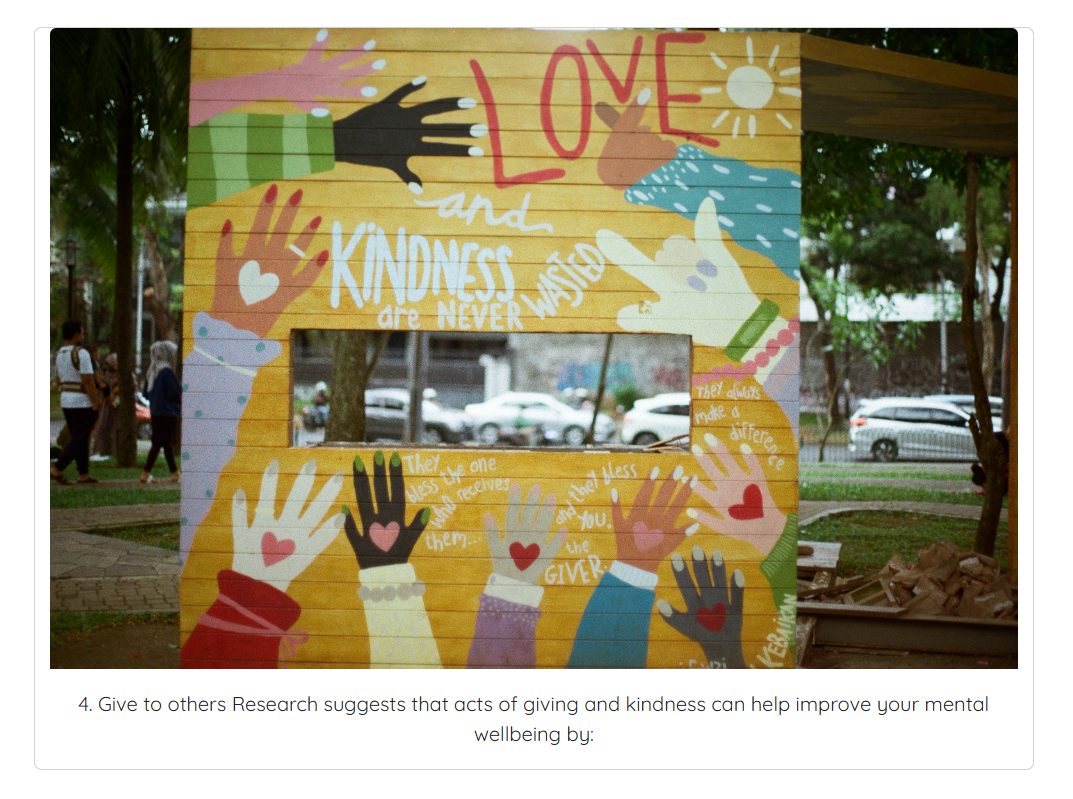 LOVE
and
KiNDNESS
are NEVER WASTED
They always
make a
difference
They
bless the one
who receives
them...
and they bless
YOU,
the
GIVER.
KEBAIKAN
4. Give to others Research suggests that acts of giving and kindness can help improve your mental
wellbeing by: